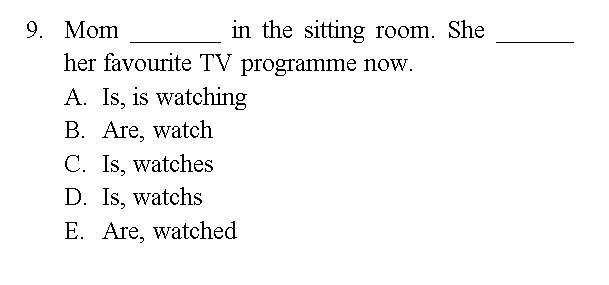 9. Mom ________ in the sitting room. She _______
her favourite TV programme now.
A. Is, is watching
B. Are, watch
C. Is, watches
D. Is, watchs
E. Are, watched